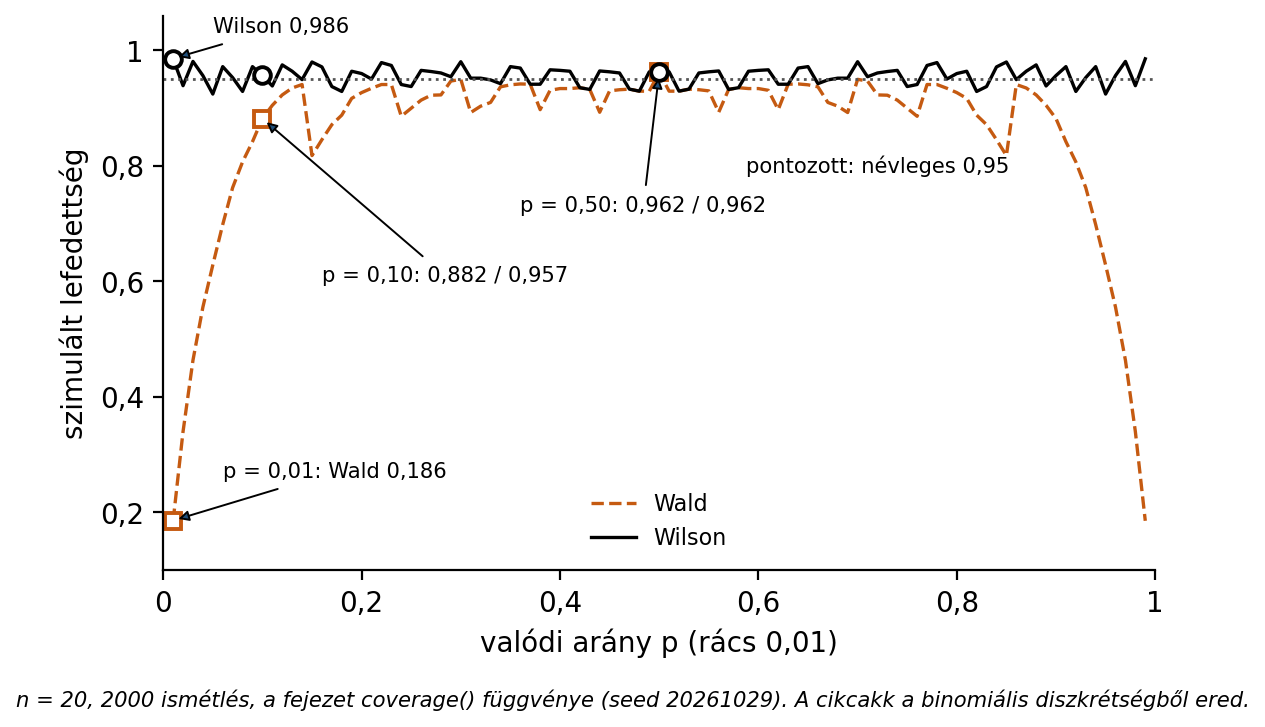 Wilson 0,986
1
0,8
0,6
0,4
0,2
szimulált lefedettség
pontozott: névleges 0,95
p = 0,50: 0,962 / 0,962
p = 0,10: 0,882 / 0,957
p = 0,01: Wald 0,186
Wald
Wilson
0
0,2
0,4
0,6
0,8
1
valódi arány p (rács 0,01)
n = 20, 2000 ismétlés, a fejezet coverage() függvénye (seed 20261029). A cikcakk a binomiális diszkrétségből ered.